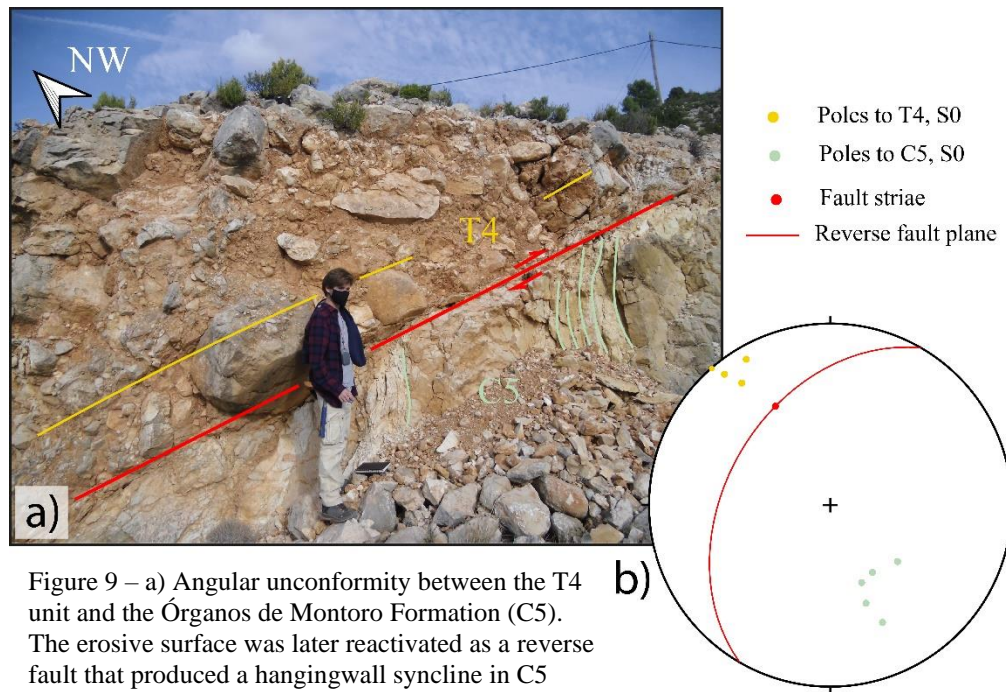 NW
T4
C5
a)
Poles to T4, S0
Poles to C5, S0
Fault striae
Reverse fault plane
b)
Figure 9 – a) Angular unconformity between the T4
unit and the Órganos de Montoro Formation (C5).
The erosive surface was later reactivated as a reverse
fault that produced a hangingwall syncline in C5